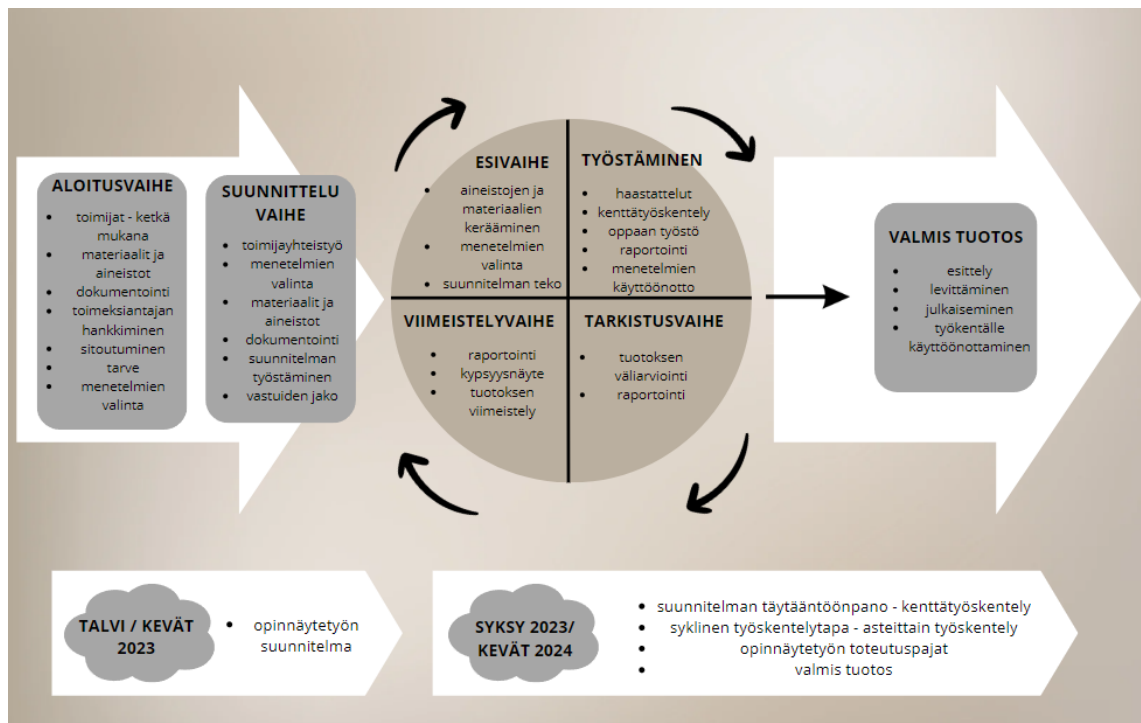 ALOITUSVAIHE
• toimijat - ketkä
mukana
• materiaalit ja
aineistot
• dokumentointi
• toimeksiantajan
hankkiminen
• sitoutuminen
• tarve
• menetelmien
valinta
SUUNNITTELU
VAIHE
• toimijayhteistyö
• menetelmien
valinta
• materiaalit ja
aineistot
• dokumentointi
• suunnitelman
työstäminen
• vastuiden jako
ESIVAIHE
• aineistojen ja
materiaalien
kerääminen
• menetelmien
valinta
• suunnitelman teko
TYÖSTÄMINEN
• haastattelut
• kenttätyöskentely
• oppaan työstö
• raportointi
• menetelmien
käyttöönotto
VIIMEISTELYVAIHE
• raportointi
• kypsyysnäyte
• tuotoksen
viimeistely
TARKISTUSVAIHE
• tuotoksen
väliarviointi
• raportointi
VALMIS TUOTOS
• esittely
• levittäminen
• julkaiseminen
• työkentälle
käyttöönottaminen
TALVI / KEVÄT
2023
• opinnäytetyön
suunnitelma
SYKSY 2023/
KEVÄT 2024
• suunnitelman täytääntöönpano - kenttätyöskentely
• syklinen työskentelytapa - asteittain työskentely
• opinnäytetyön toteutuspajat
• valmis tuotos